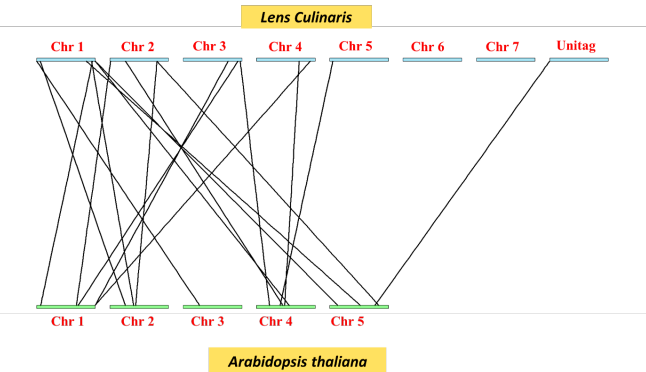 Lens Culinaris
Chr 1 Chr 2 Chr 3 Chr 4 Chr 5 Chr 6 Chr 7 Unitag
Chr 1 Chr 2 Chr 3 Chr 4 Chr 5
Arabidopsis thaliana